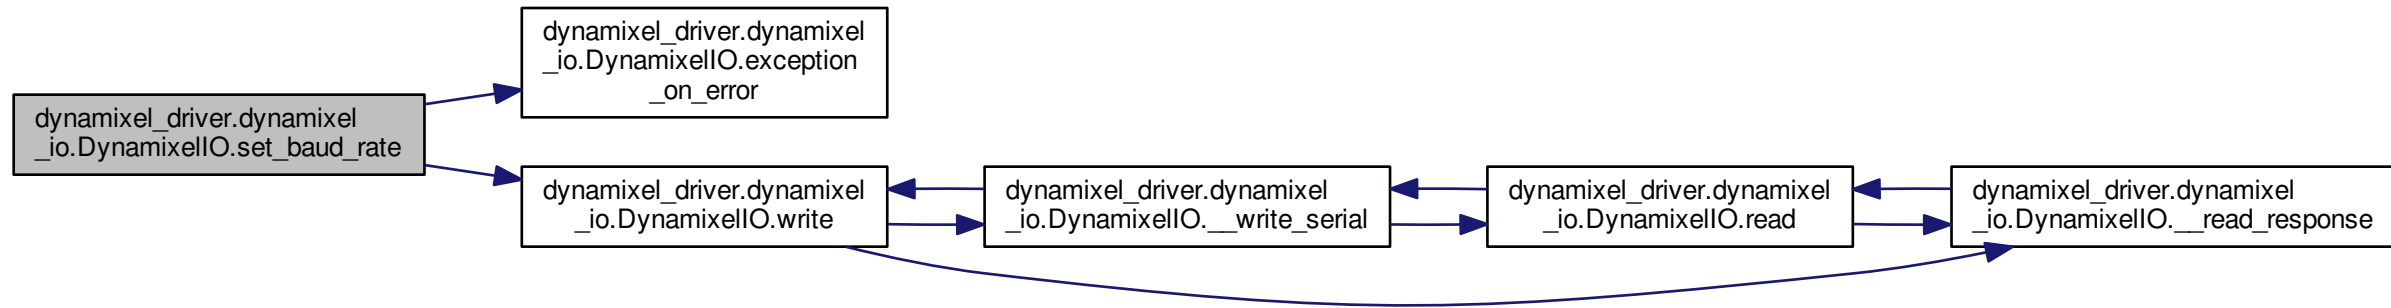 dynamixel_driver.dynamixel
_io.DynamixelIO.exception
_on_error
dynamixel_driver.dynamixel
_io.DynamixelIO.set_baud_rate
dynamixel_driver.dynamixel
_io.DynamixelIO.write
dynamixel_driver.dynamixel
_io.DynamixelIO.__write_serial
dynamixel_driver.dynamixel
_io.DynamixelIO.read
dynamixel_driver.dynamixel
_io.DynamixelIO.__read_response